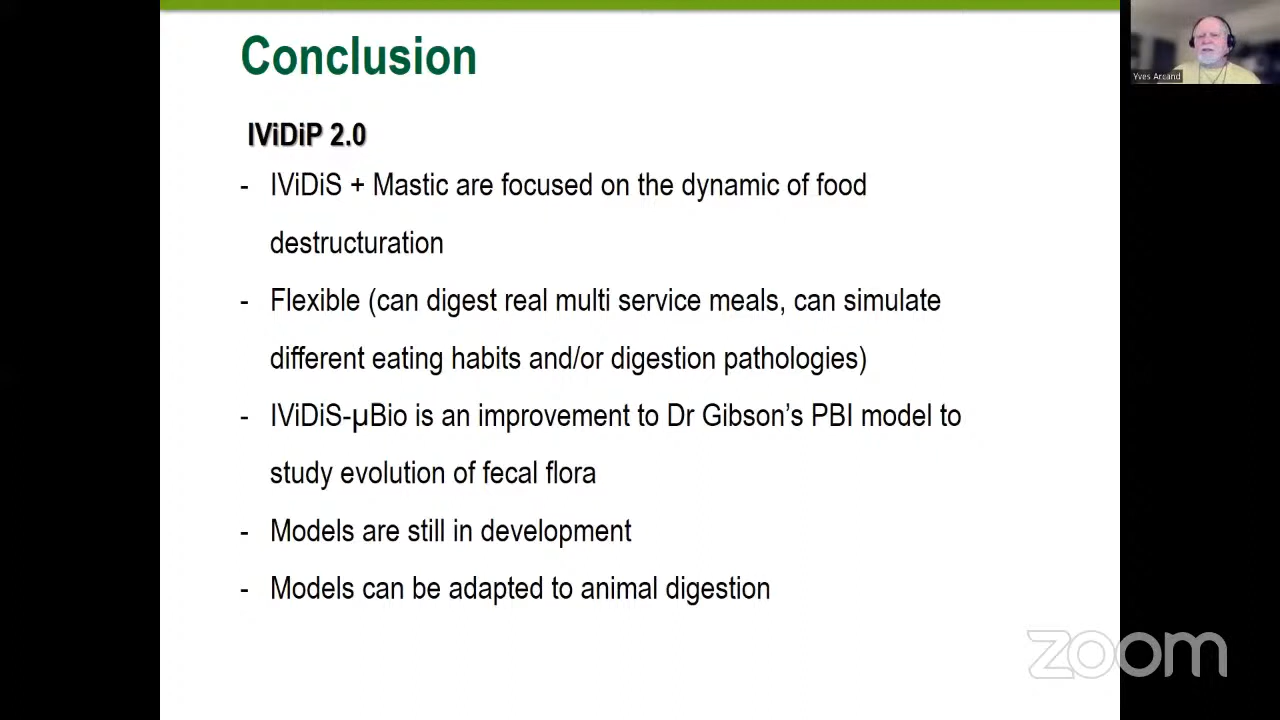 Conclusion
Yves Arcand
IViDiP 2.0
- IViDiS + Mastic are focused on the dynamic of food
destructuration
- Flexible (can digest real multi service meals, can simulate
different eating habits and/or digestion pathologies)
- IViDiS-µBio is an improvement to Dr Gibson’s PBI model to
study evolution of fecal flora
- Models are still in development
- Models can be adapted to animal digestion
zoom